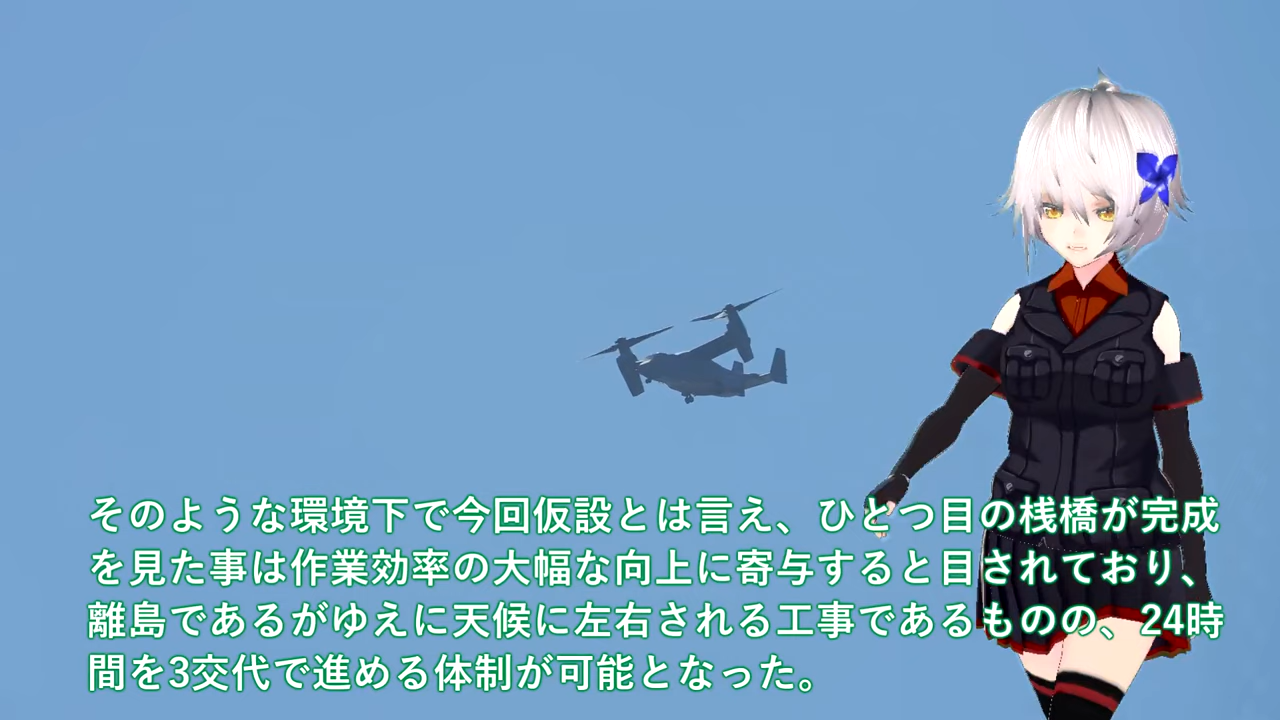 そのような環境下で今回仮設とは言え、ひとつ目の桟橋が完成
を見た事は作業効率の大幅な向上に寄与すると目されており、
離島であるがゆえに天候に左右される工事であるものの、24時
間を3交代で進める体制が可能となった。